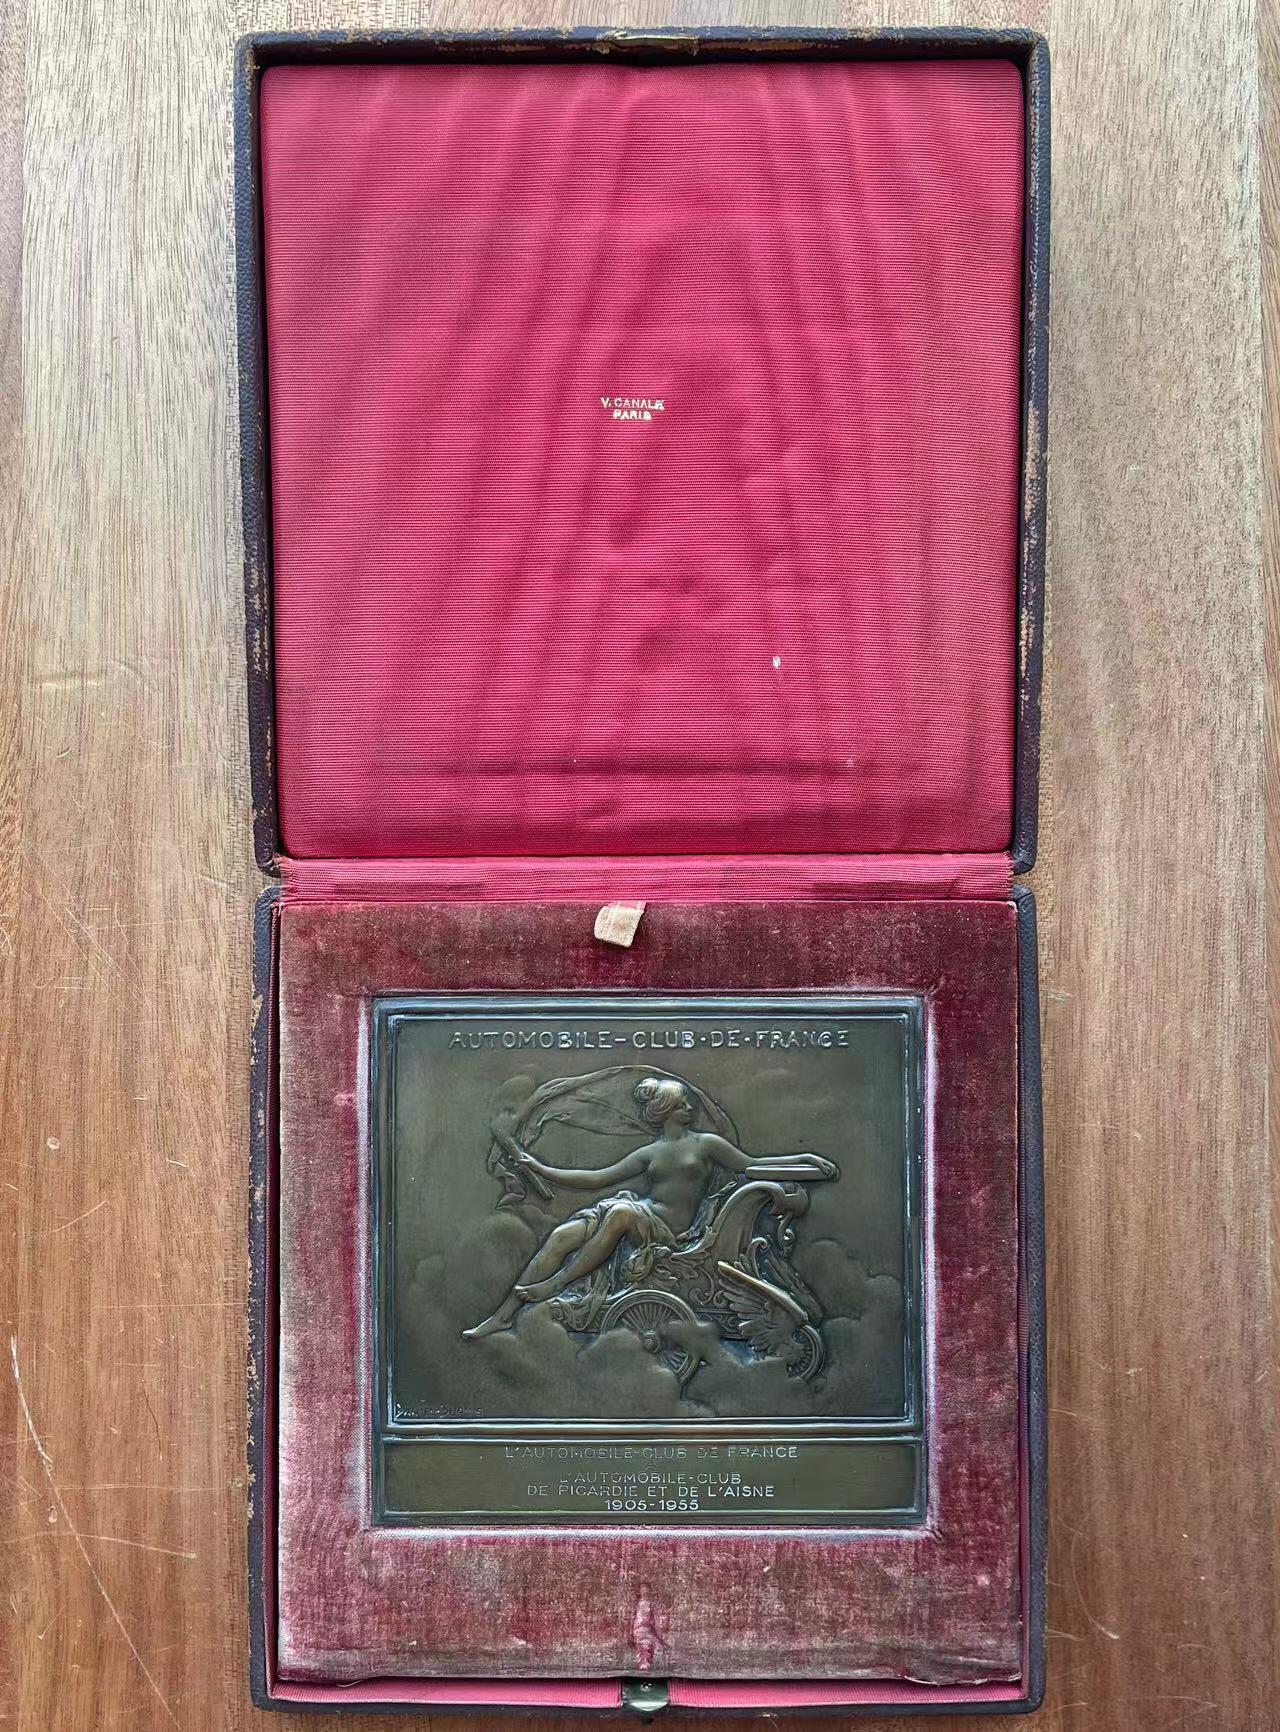 V. CANALE
PARIS
AUTOMOBILE-CLUB·DE·FRANCE
L'AUTOMOBILE-CLUB DE FRANCE
A
L'AUTOMOBILE-CLUB
DE PICARDIE ET DE L'AISNE
1905-1955